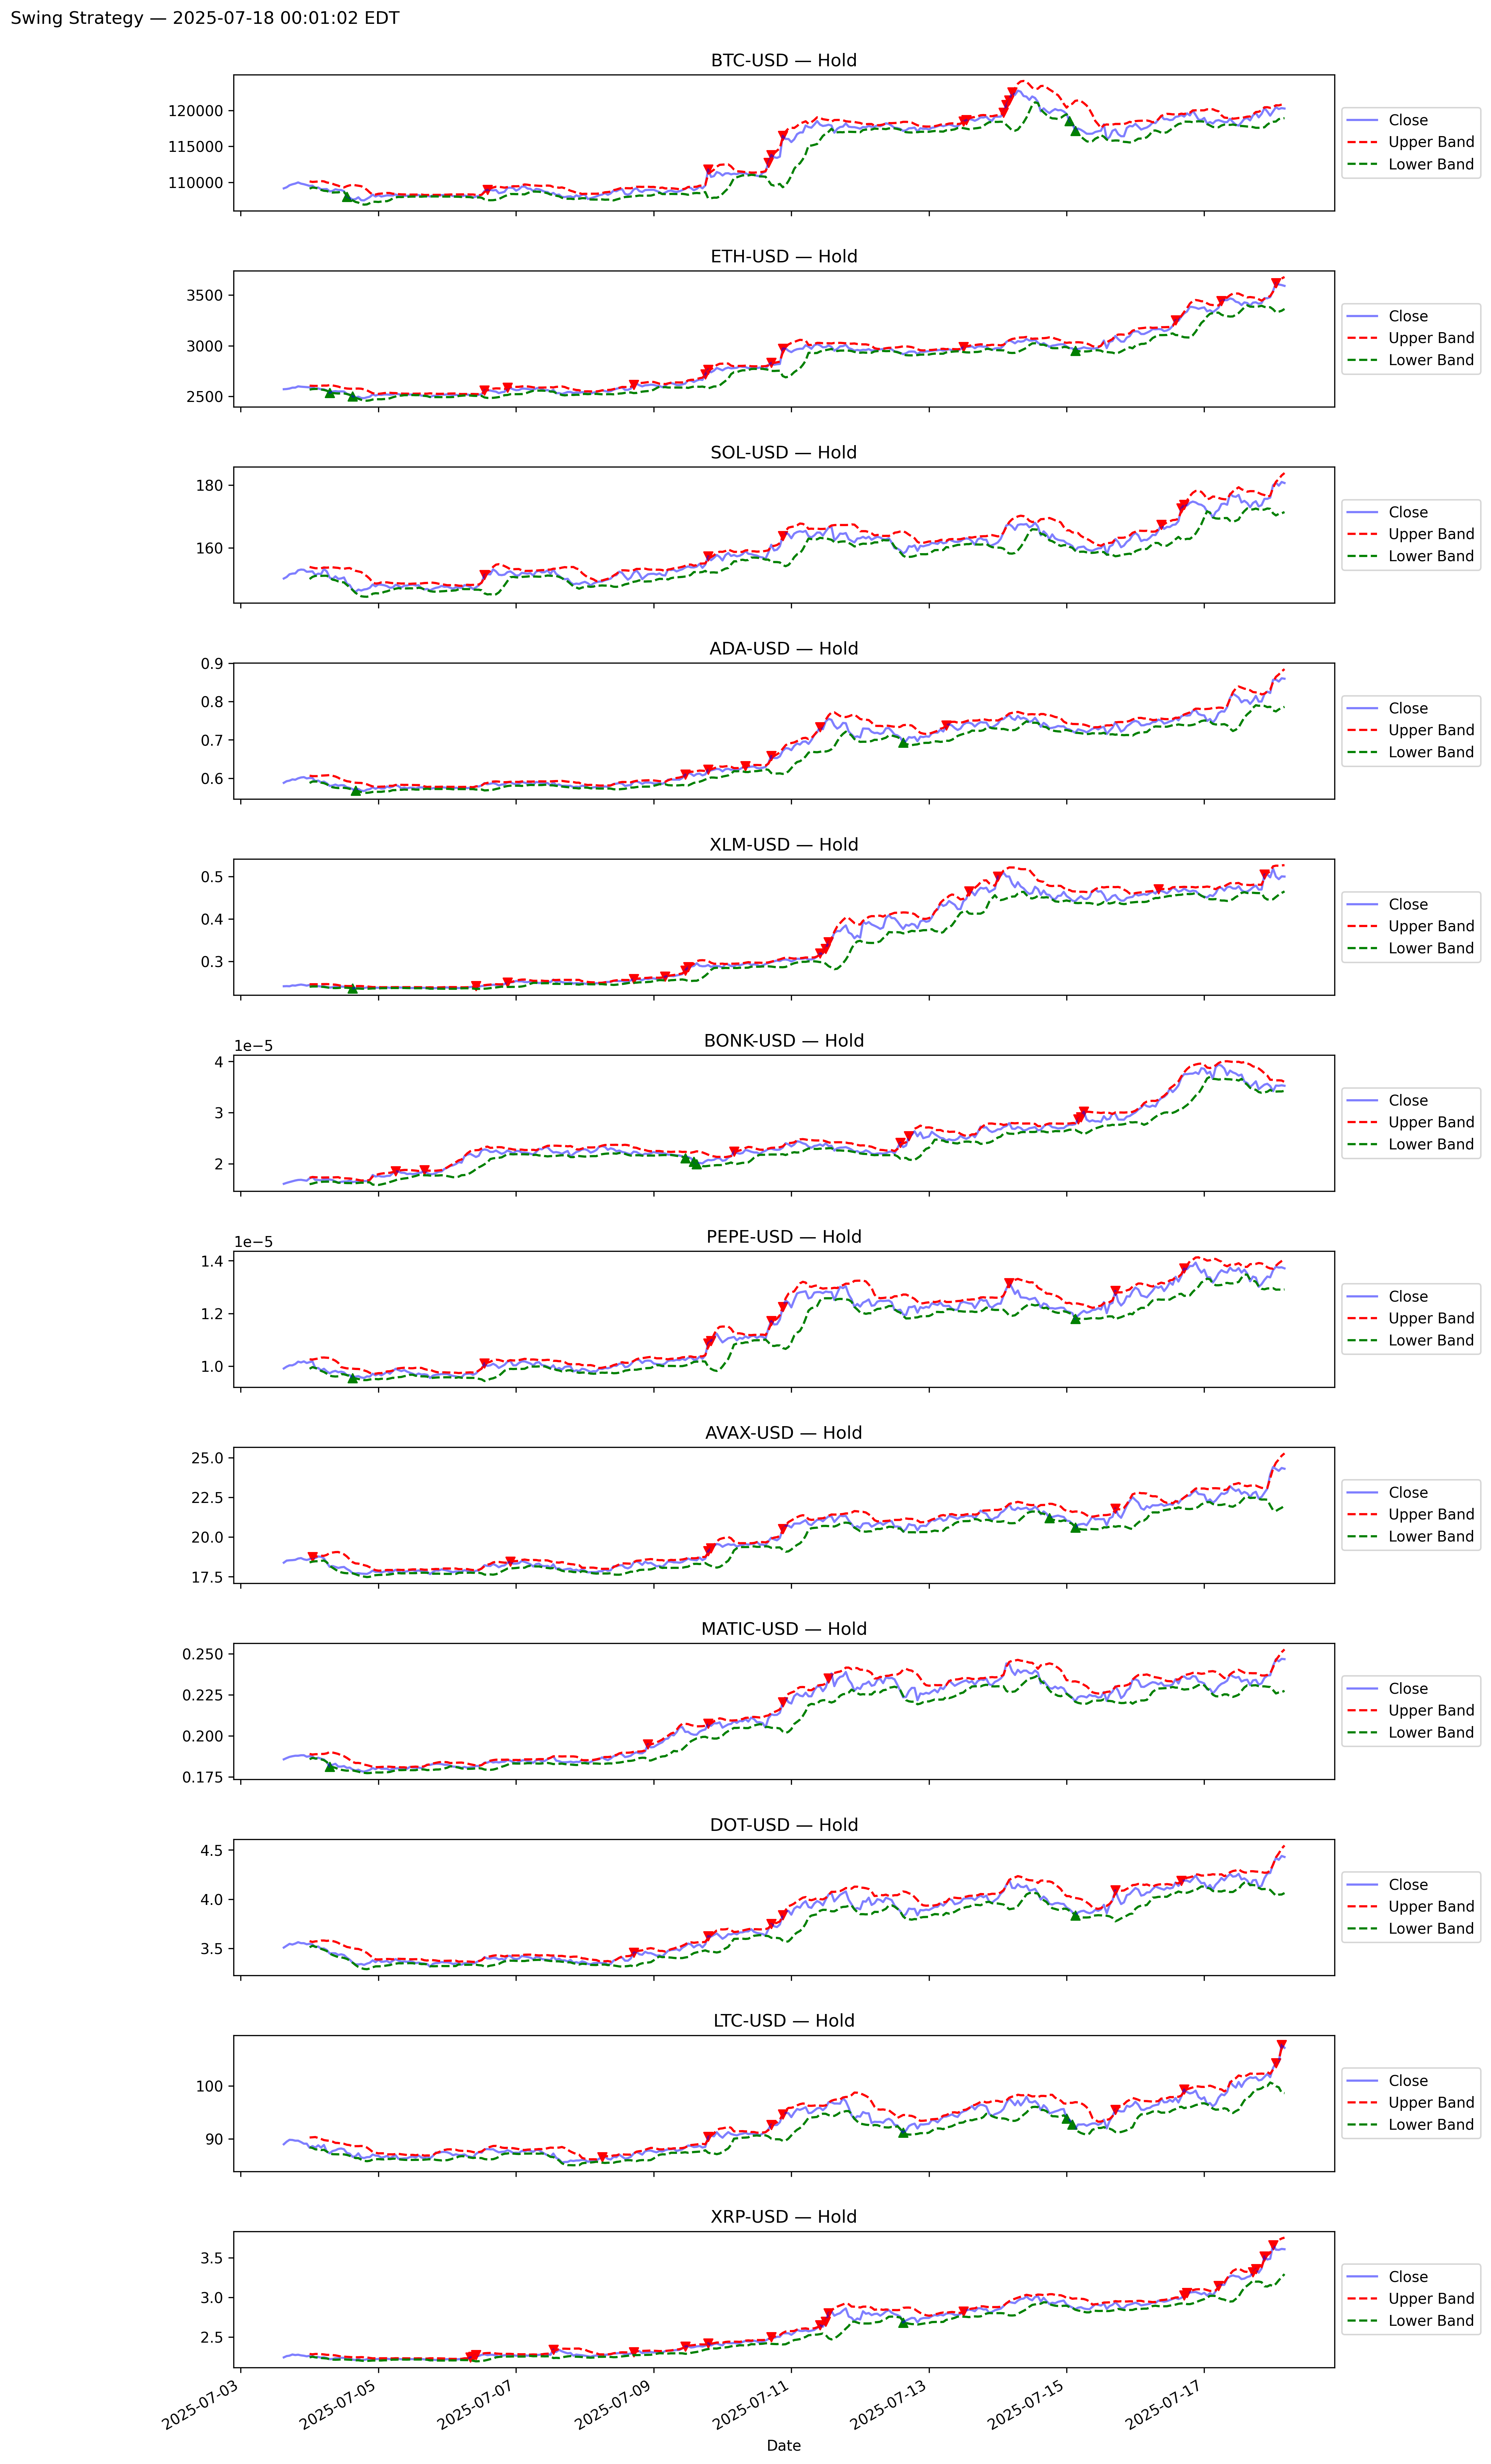 Swing Strategy — 2025-07-18 00:01:02 EDT
BTC-USD — Hold
120000
115000
110000
Close
Upper Band
Lower Band
ETH-USD — Hold
3500
3000
2500
Close
Upper Band
Lower Band
SOL-USD — Hold
180
160
Close
Upper Band
Lower Band
ADA-USD — Hold
0.9
0.8
0.7
0.6
Close
Upper Band
Lower Band
XLM-USD — Hold
0.5
0.4
0.3
Close
Upper Band
Lower Band
BONK-USD — Hold
1e−5
4
3
2
Close
Upper Band
Lower Band
PEPE-USD — Hold
1e−5
1.4
1.2
1.0
Close
Upper Band
Lower Band
AVAX-USD — Hold
25.0
22.5
20.0
17.5
Close
Upper Band
Lower Band
MATIC-USD — Hold
0.250
0.225
0.200
0.175
Close
Upper Band
Lower Band
DOT-USD — Hold
4.5
4.0
3.5
Close
Upper Band
Lower Band
LTC-USD — Hold
100
90
Close
Upper Band
Lower Band
XRP-USD — Hold
3.5
3.0
2.5
Close
Upper Band
Lower Band
2025-07-03
2025-07-05
2025-07-07
2025-07-09
2025-07-11
2025-07-13
2025-07-15
2025-07-17
Date